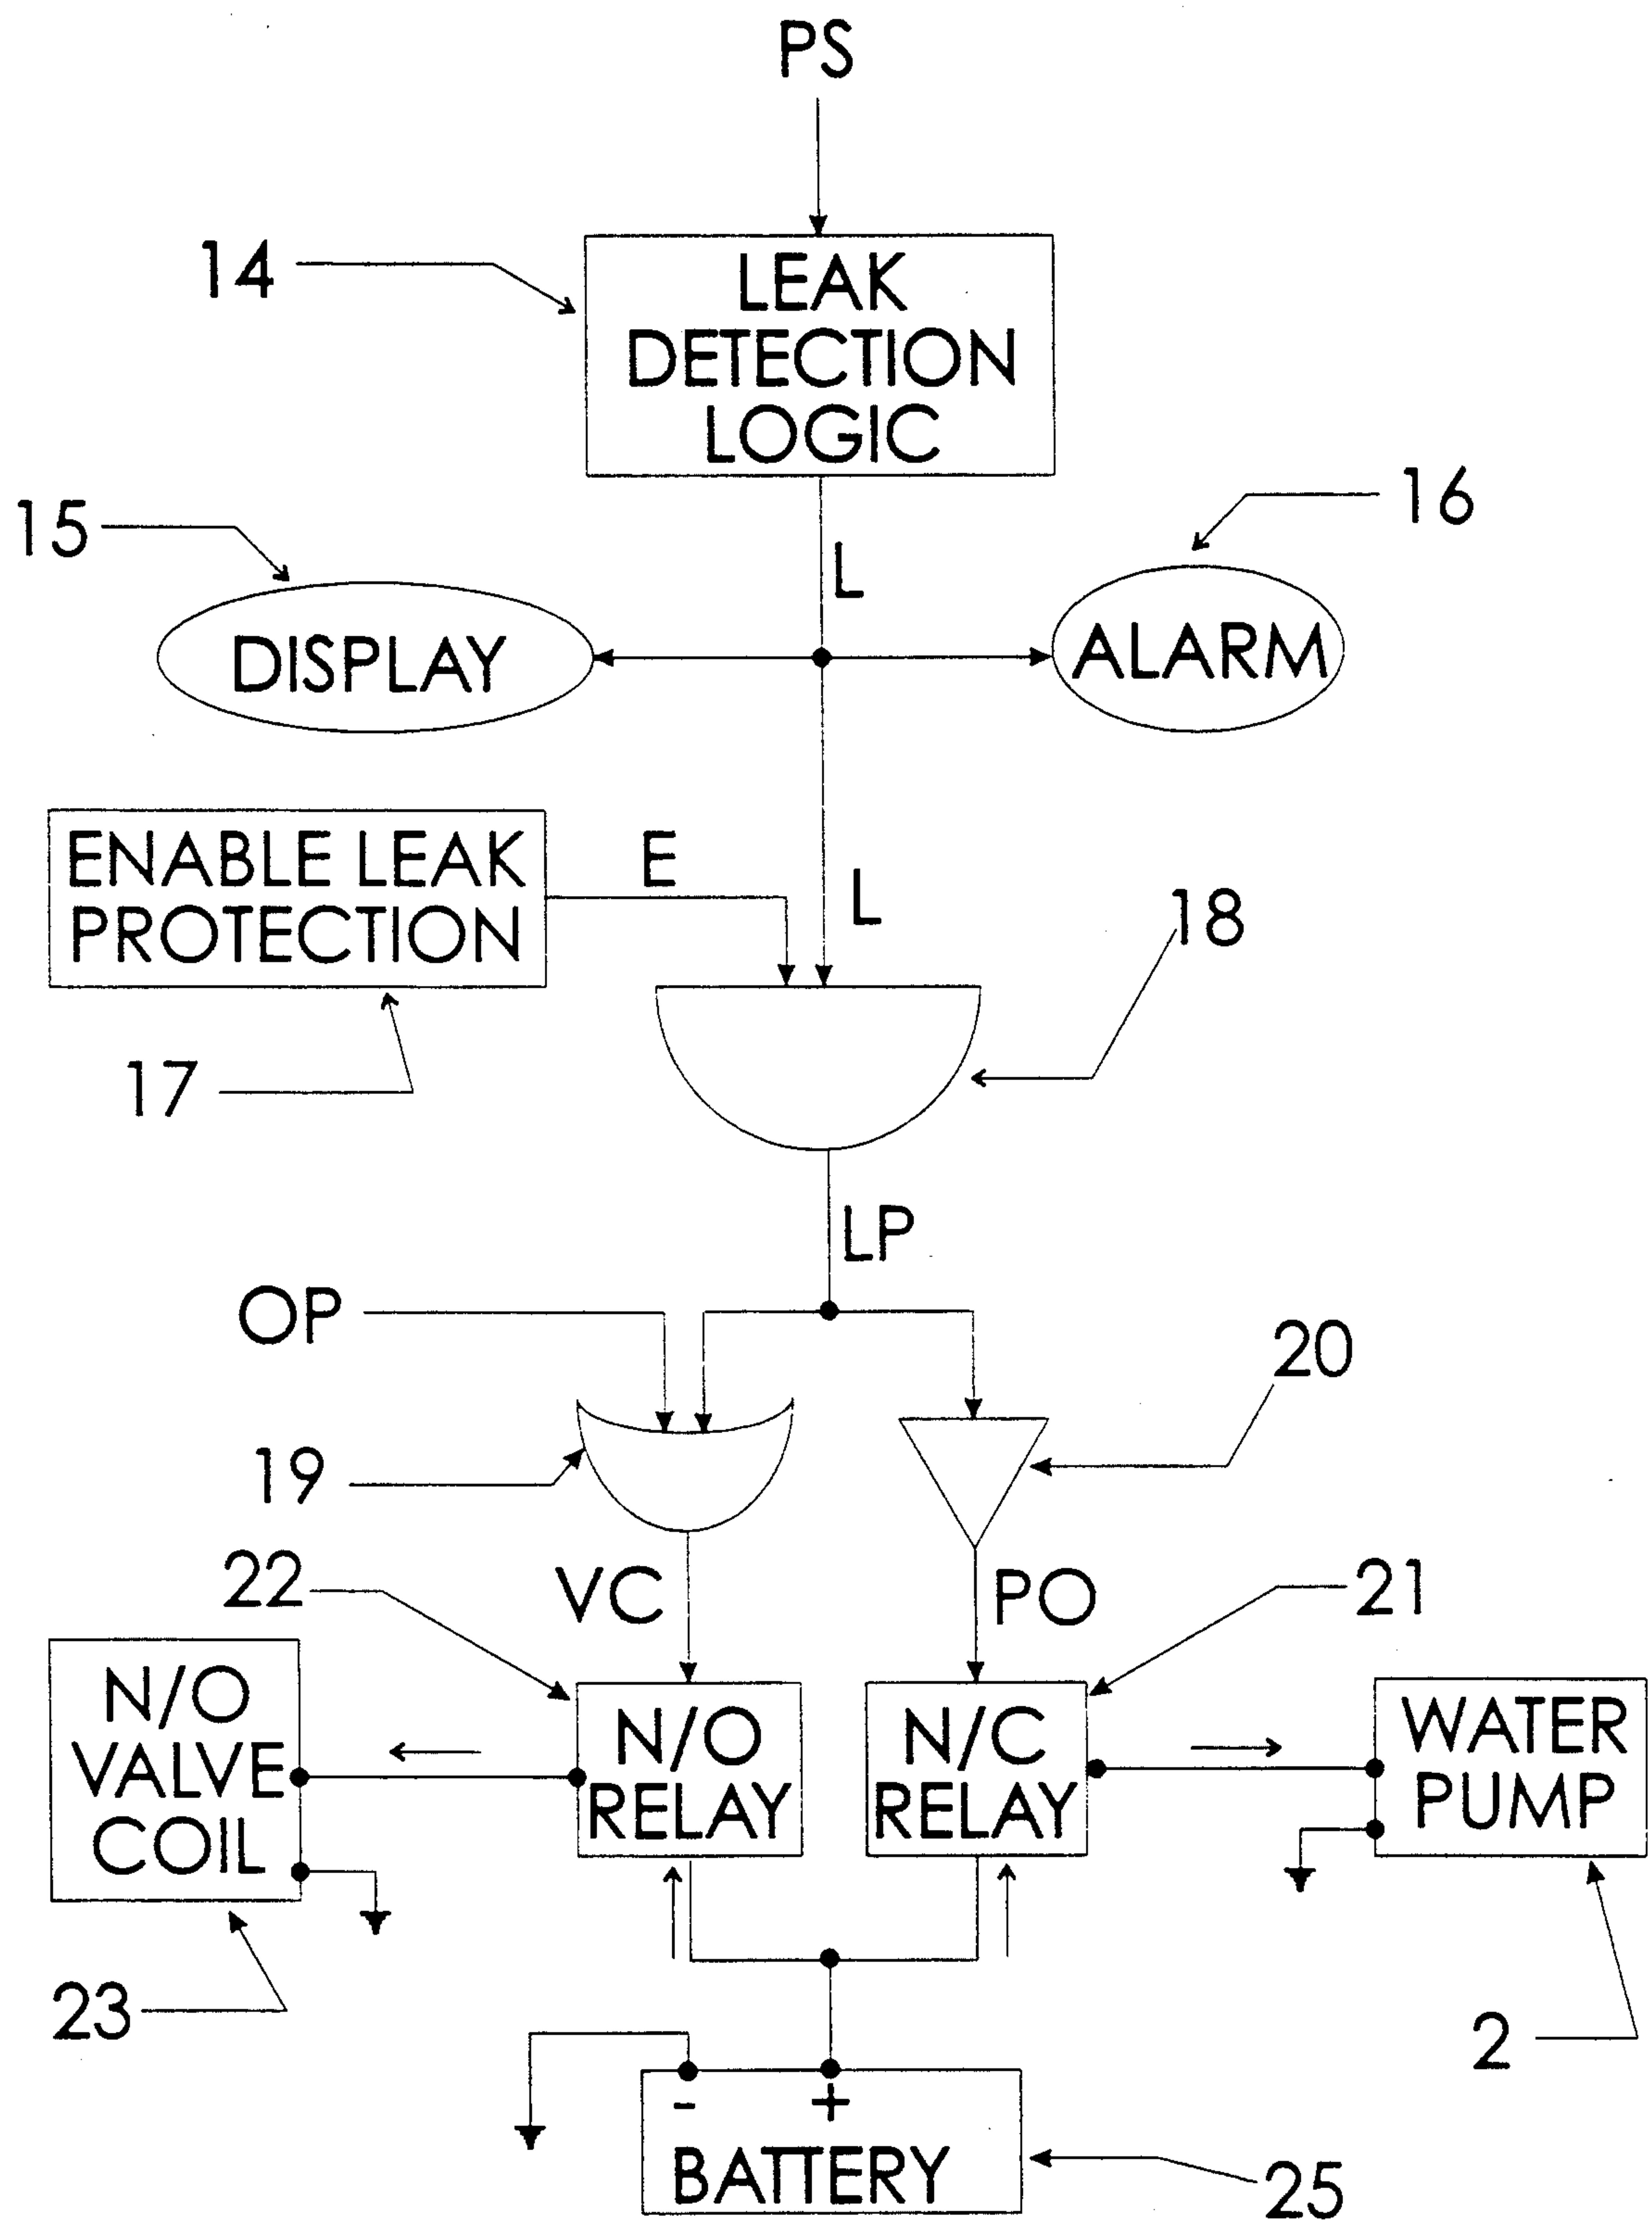 PS
14
LEAK
DETECTION
LOGIC
15
16
L
DISPLAY
ALARM
ENABLE LEAK
PROTECTION
E
L
18
17
LP
OP
20
19
22
VC
PO
21
N/O
VALVE
COIL
N/O
RELAY
N/C
RELAY
WATER
PUMP
23
2
- +
BATTERY
25